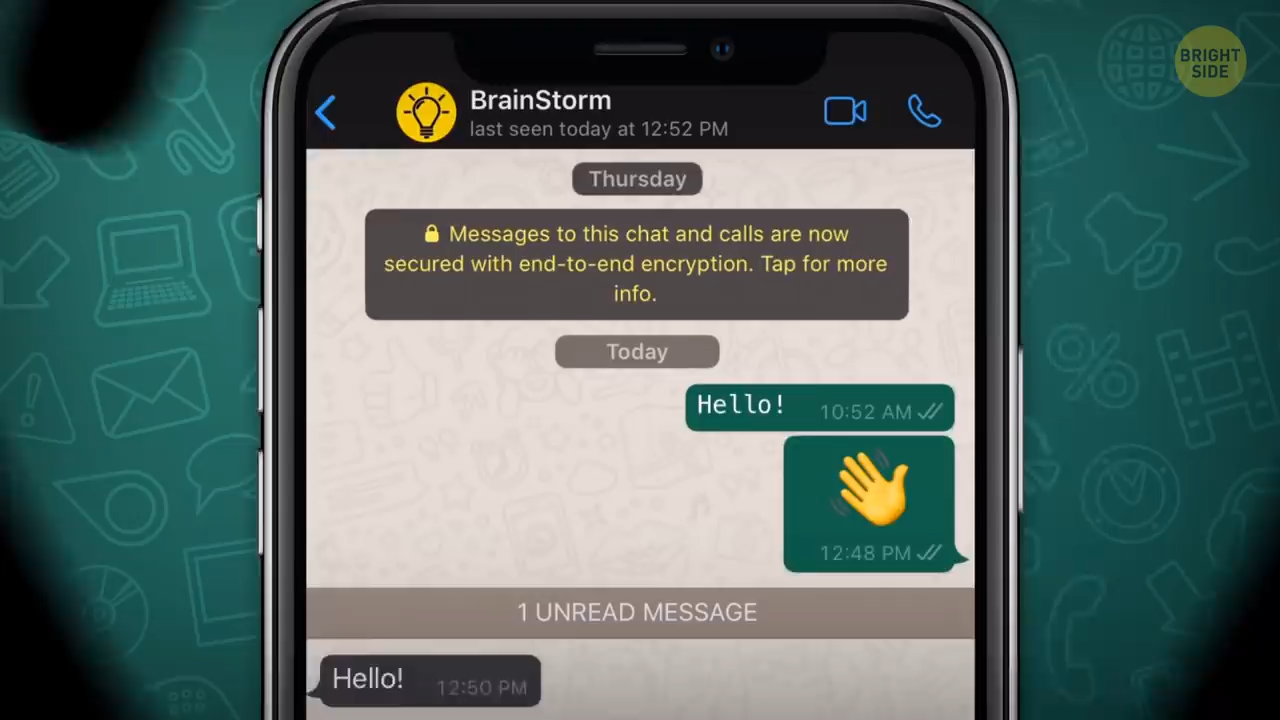 BRIGHT
SIDE
BrainStorm
last seen today at 12:52 PM
Thursday
Messages to this chat and calls are now
secured with end-to-end encryption. Tap for more
info.
Today
Hello! 10:52 AM
12:48 PM
1 UNREAD MESSAGE
Hello! 12:50 PM